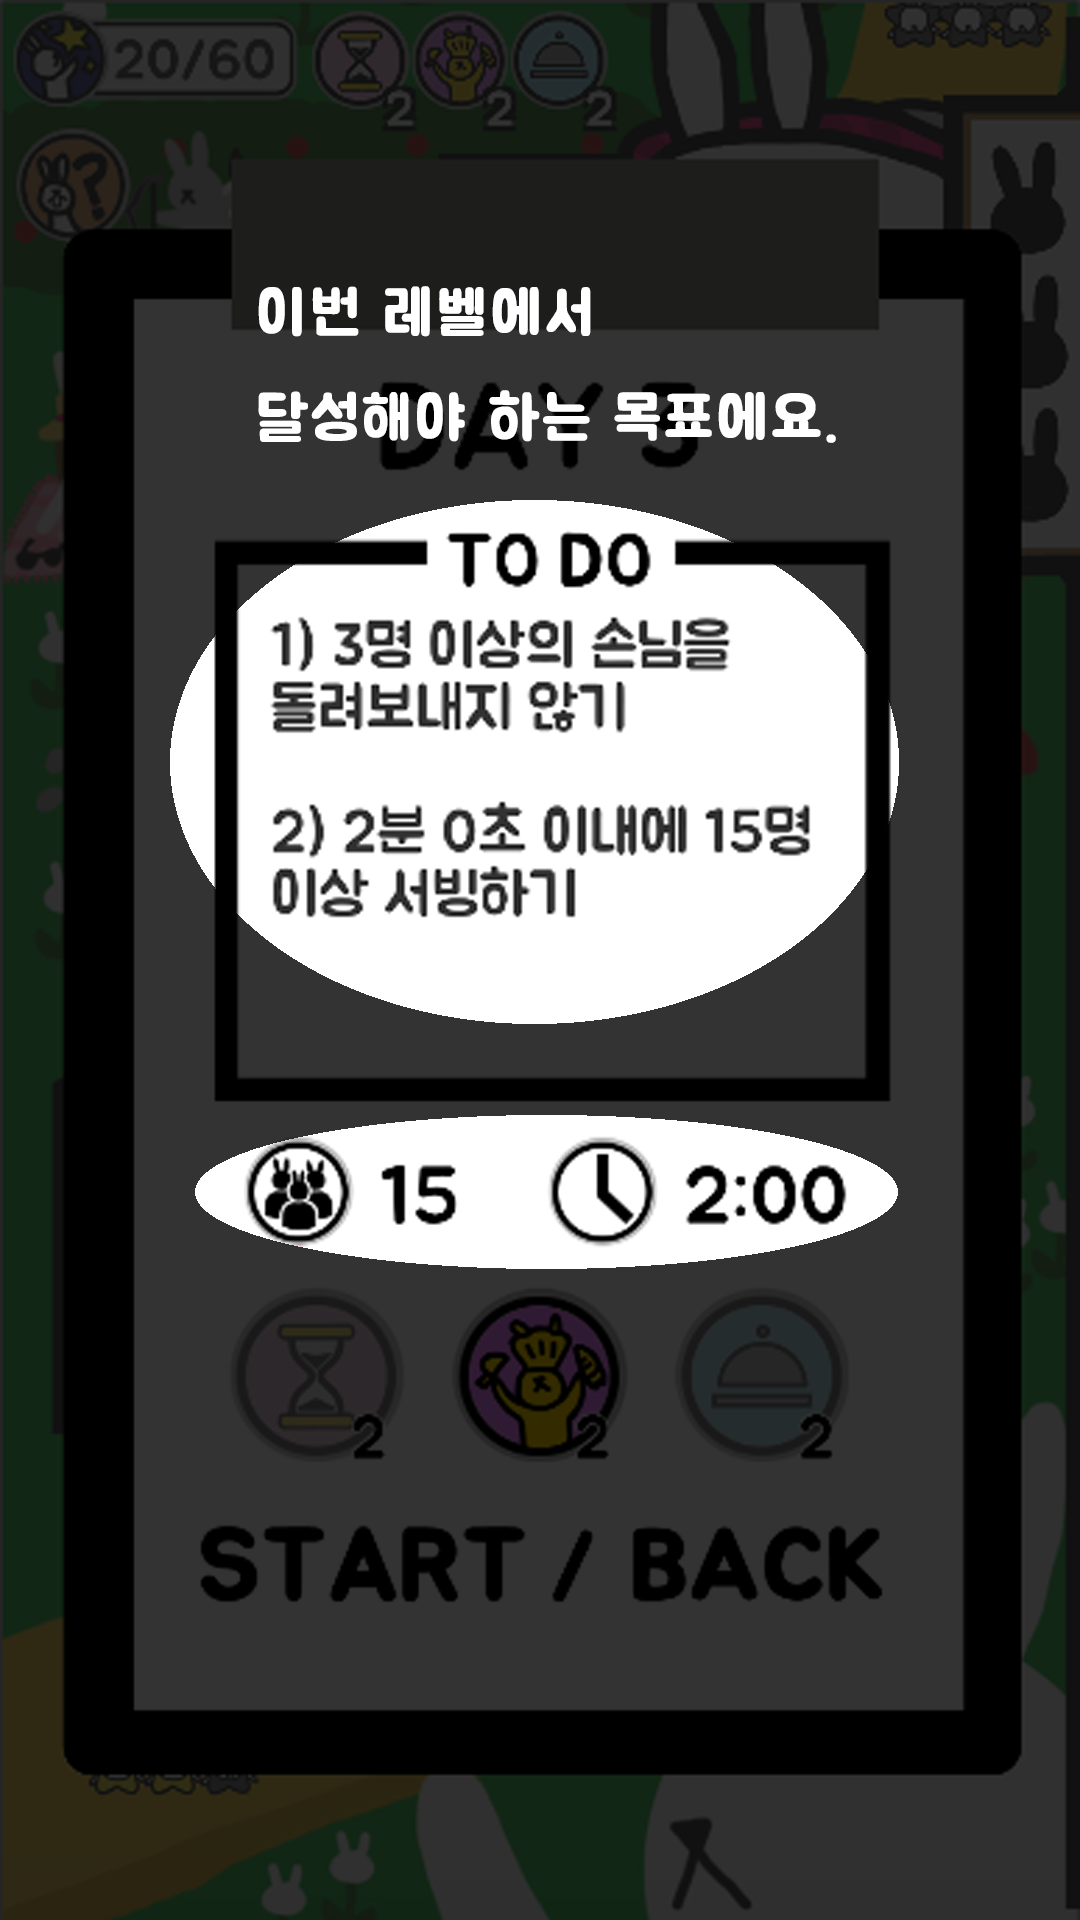 20/60
2
2
2
?
이번 레벨에서
달성해야 하는 목표에요.
DAY 3
TO DO
1) 3명 이상의 손님을
돌려보내지 않기
2) 2분 0초 이내에 15명
이상 서빙하기
15
2:00
2
2
2
START / BACK